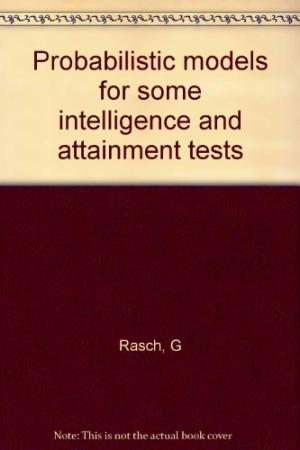 Probabilistic models
for some
intelligence and
attainment tests
Rasch, G
Note: This is not the actual book cover